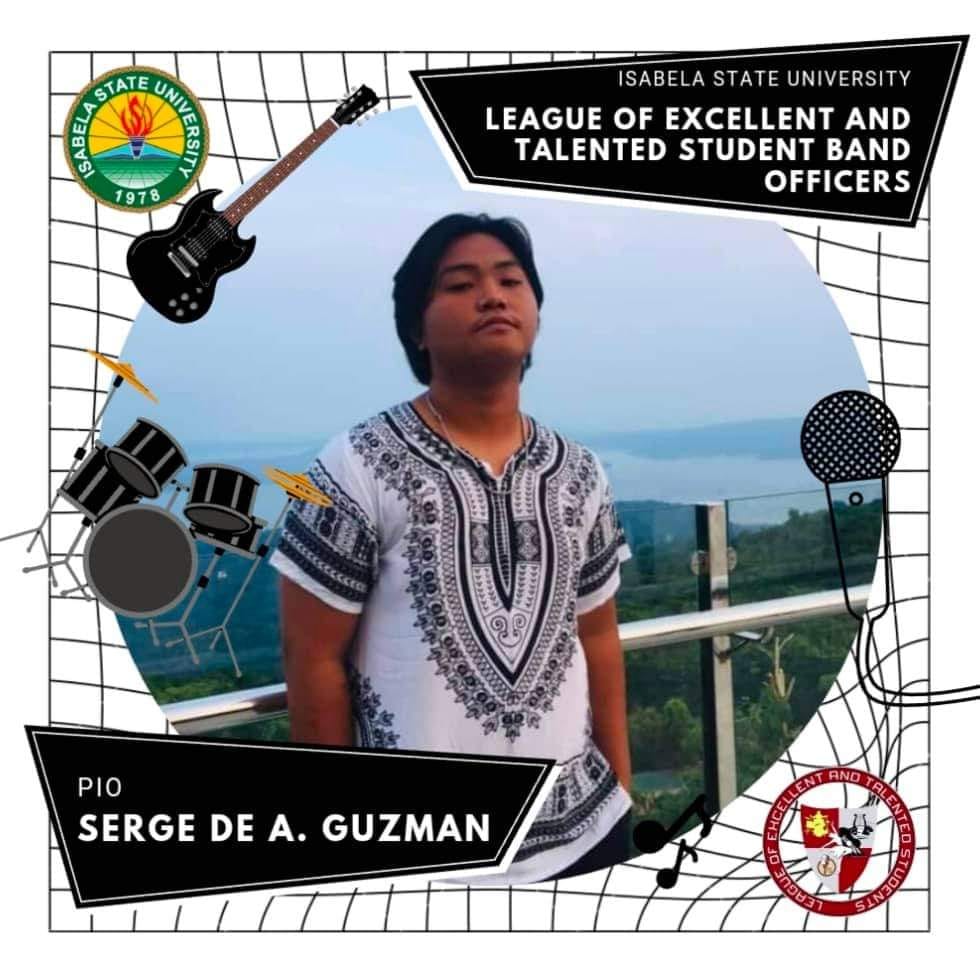 ISABELA STATE UNIVERSITY
1978
ISABELA STATE UNIVERSITY
LEAGUE OF EXCELLENT AND
TALENTED STUDENT BAND
OFFICERS
PIO
SERGE DE A. GUZMAN
LEAGUE OF EXCELLENT AND TALENTED STUDENTS